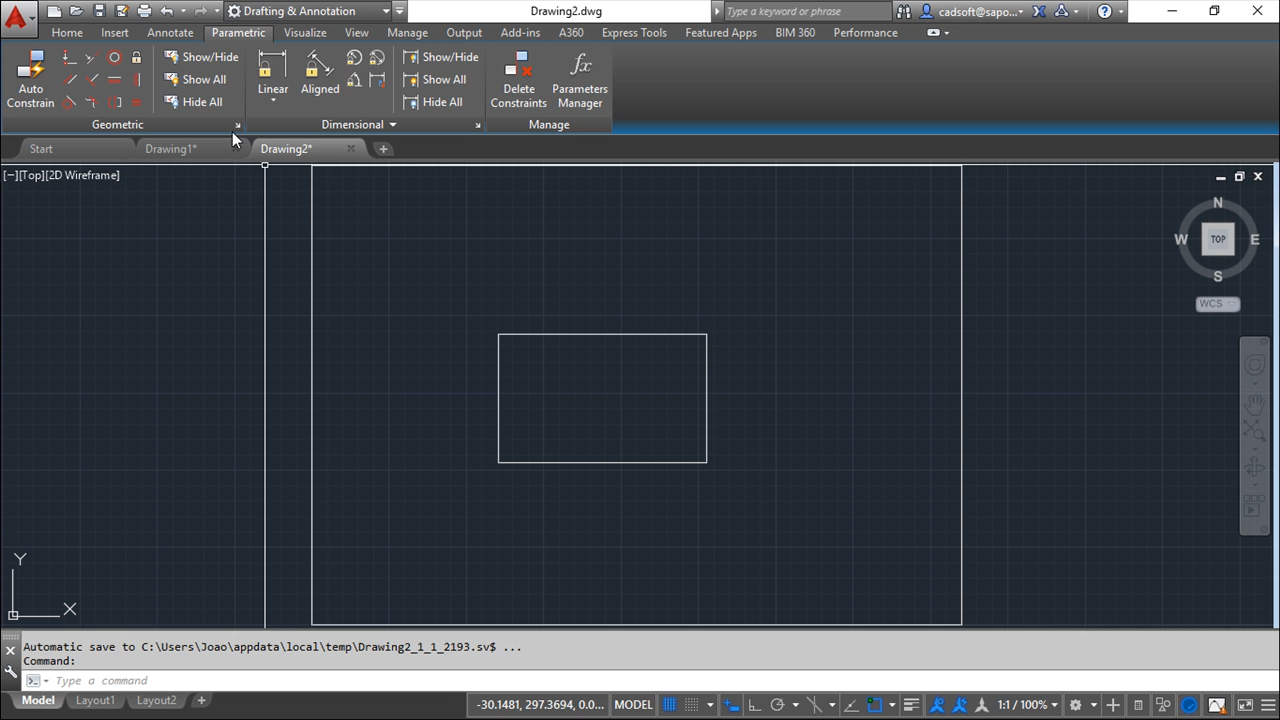 Drafting & Annotation
Drawing2.dwg
Type a keyword or phrase
cadsoft@sapo...
Home Insert Annotate Parametric Visualize View Manage Output Add-ins A360 Express Tools Featured Apps BIM 360 Performance
Auto Constrain
Show/Hide
Show All
Hide All
Geometric
Linear
Aligned
Show/Hide
Show All
Hide All
Dimensional
Delete Constraints
Parameters Manager
Manage
Start Drawing1* Drawing2*
[−][Top][2D Wireframe]
N
W TOP E
S
WCS
Y
X
Automatic save to C:\Users\Joao\appdata\local\temp\Drawing2_1_1_2193.sv$ ...
Command:
Type a command
Model Layout1 Layout2
-30.1481, 297.3694, 0.0... MODEL
1:1 / 100%